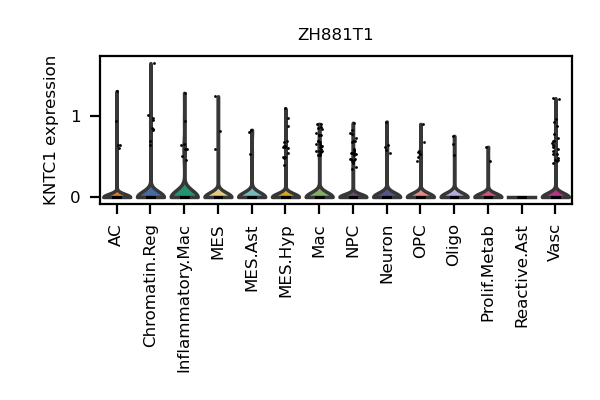 ZH881T1
KNTC1 expression
1
0
AC
Chromatin.Reg
Inflammatory.Mac
MES
MES.Ast
MES.Hyp
Mac
NPC
Neuron
OPC
Oligo
Prolif.Metab
Reactive.Ast
Vasc